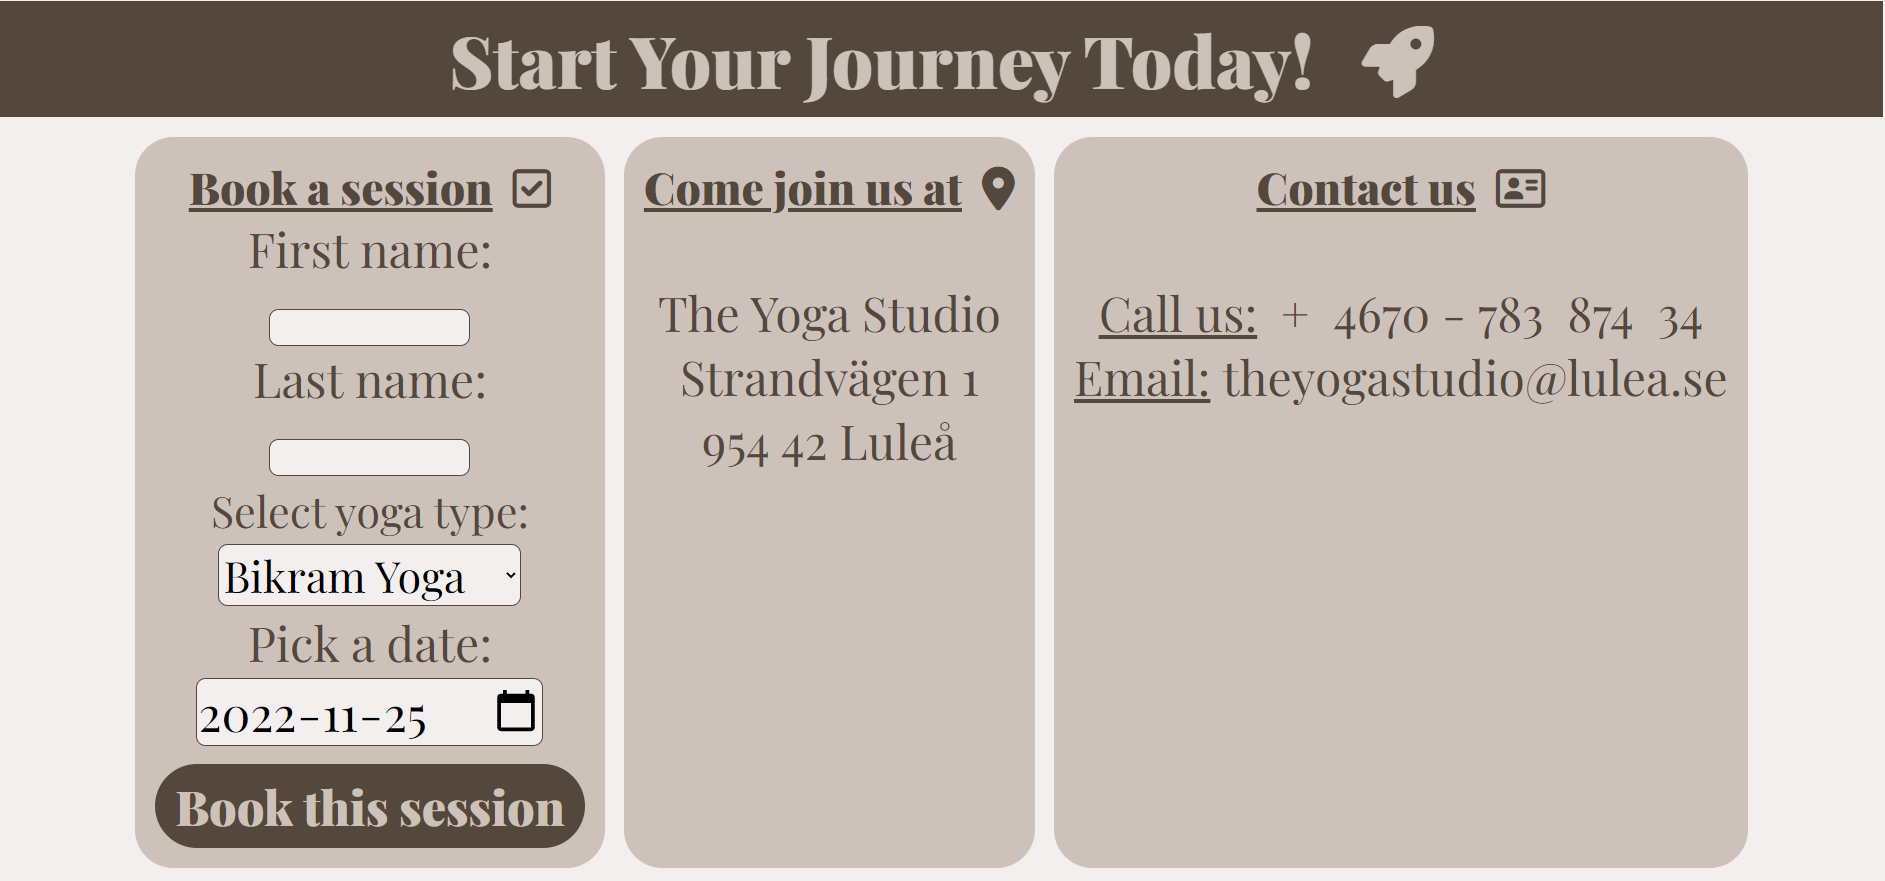 Start Your Journey Today!
Book a session
First name:
Last name:
Select yoga type:
Bikram Yoga
Pick a date:
2022-11-25
Book this session
Come join us at
The Yoga Studio
Strandvägen 1
954 42 Luleå
Contact us
Call us: + 4670 - 783 874 34
Email: theyogastudio@lulea.se